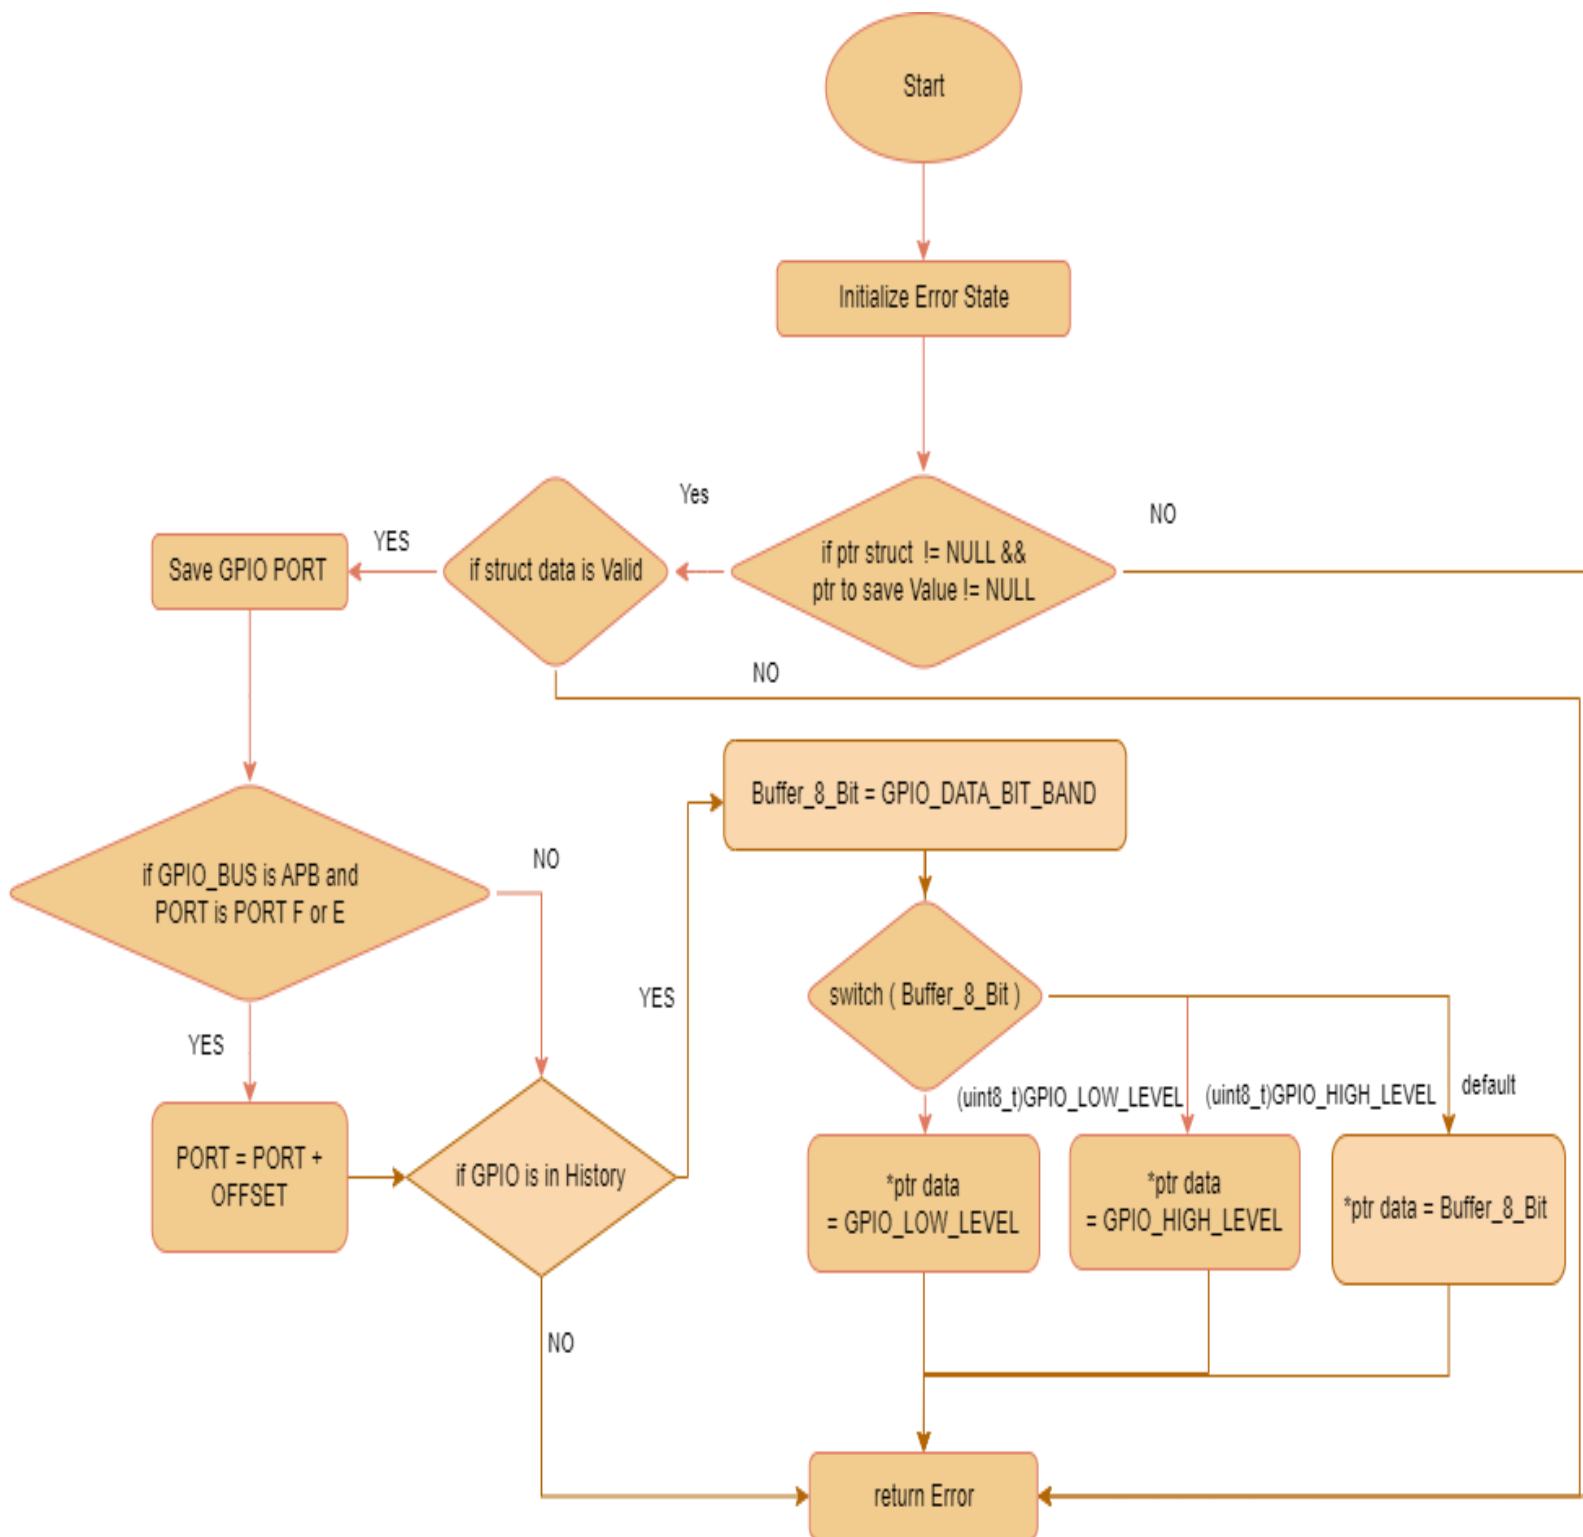 Start
Initialize Error State
Yes
NO
if ptr struct != NULL &&
ptr to save Value != NULL
YES
if struct data is Valid
Save GPIO PORT
NO
Buffer_8_Bit = GPIO_DATA_BIT_BAND
if GPIO_BUS is APB and
PORT is PORT F or E
NO
YES
YES
switch ( Buffer_8_Bit )
(uint8_t)GPIO_LOW_LEVEL
(uint8_t)GPIO_HIGH_LEVEL
default
PORT = PORT +
OFFSET
if GPIO is in History
*ptr data
= GPIO_LOW_LEVEL
*ptr data
= GPIO_HIGH_LEVEL
*ptr data = Buffer_8_Bit
NO
return Error